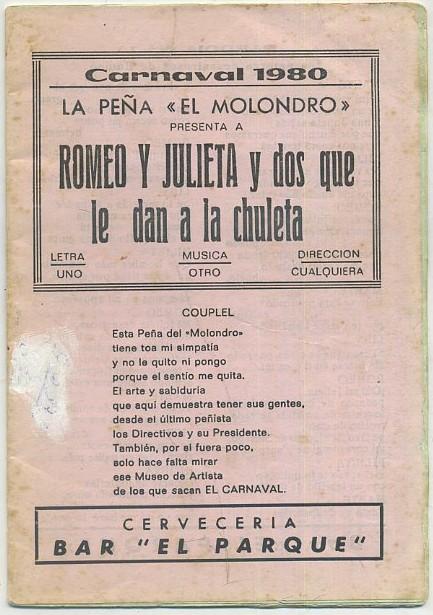 Carnaval 1980
LA PEÑA «EL MOLONDRO»
PRESENTA A
ROMEO Y JULIETA y dos que
le dan a la chuleta
LETRA MUSICA DIRECCION
UNO OTRO CUALQUIERA
COUPLEL
Esta Peña del «Molondro»
tiene toa mi simpatía
y no le quito ni pongo
porque el sentío me quita.
El arte y sabiduría
que aquí demuestra tener sus gentes,
desde el último peñista
los Directivos y su Presidente.
También, por si fuera poco,
solo hace falta mirar
ese Museo de Artista
de los que sacan EL CARNAVAL.
CERVECERIA
BAR "EL PARQUE"